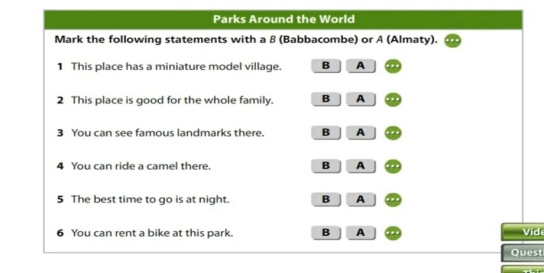 Parks Around the World
Mark the following statements with a B (Babbacombe) or A (Almaty).
1 This place has a miniature model village. B A
2 This place is good for the whole family. B A
3 You can see famous landmarks there. B A
4 You can ride a camel there. B A
5 The best time to go is at night. B A
6 You can rent a bike at this park. B A
Vide
Quest